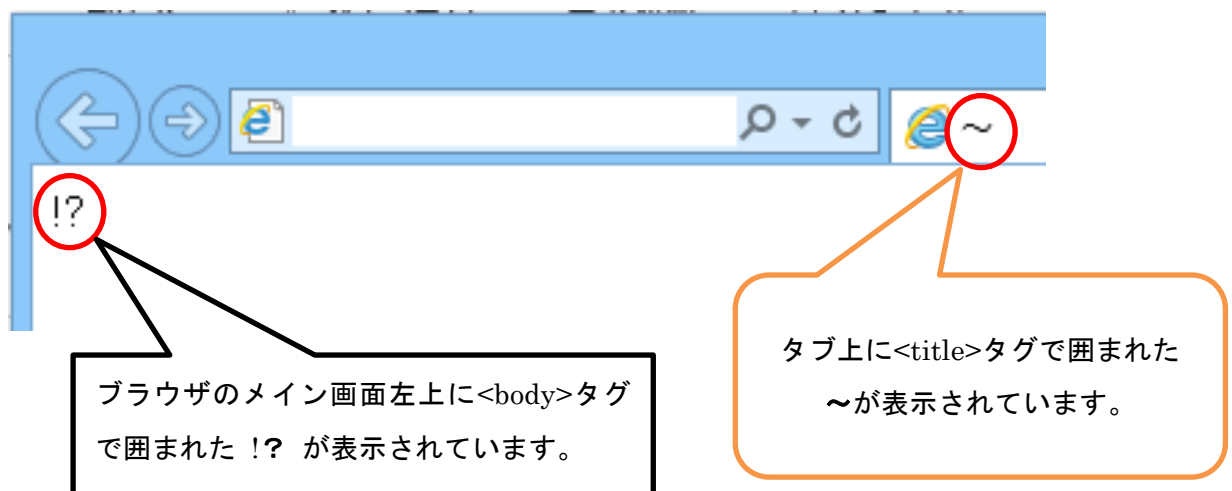 ～
!?
ブラウザのメイン画面左上に<body>タグ
で囲まれた !? が表示されています。
タブ上に<title>タグで囲まれた
～が表示されています。